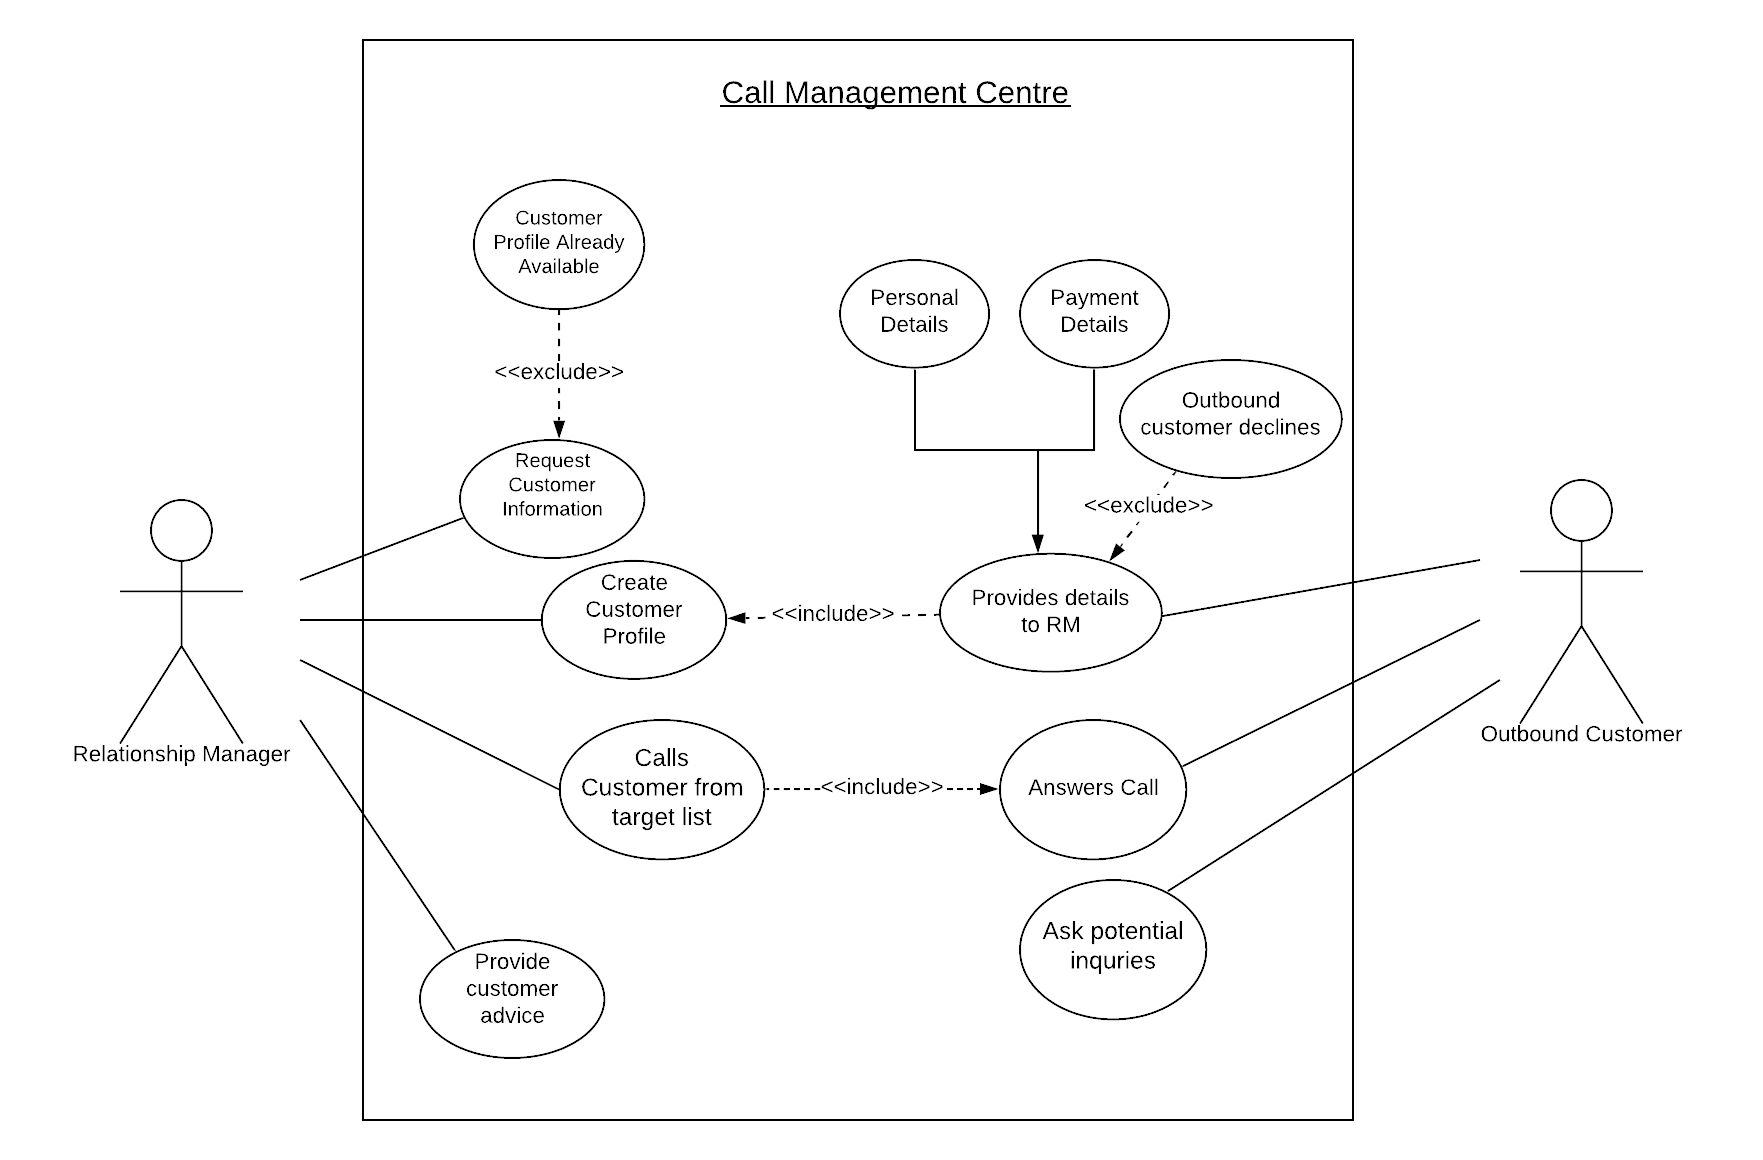 Call Management Centre
Customer
Profile Already
Available
<<exclude>>
Request
Customer
Information
Personal
Details
Payment
Details
Outbound
customer declines
<<exclude>>
Create
Customer
Profile
<<include>>
Provides details
to RM
Relationship Manager
Outbound Customer
Calls
Customer from
target list
<<include>>
Answers Call
Ask potential
inquries
Provide
customer
advice